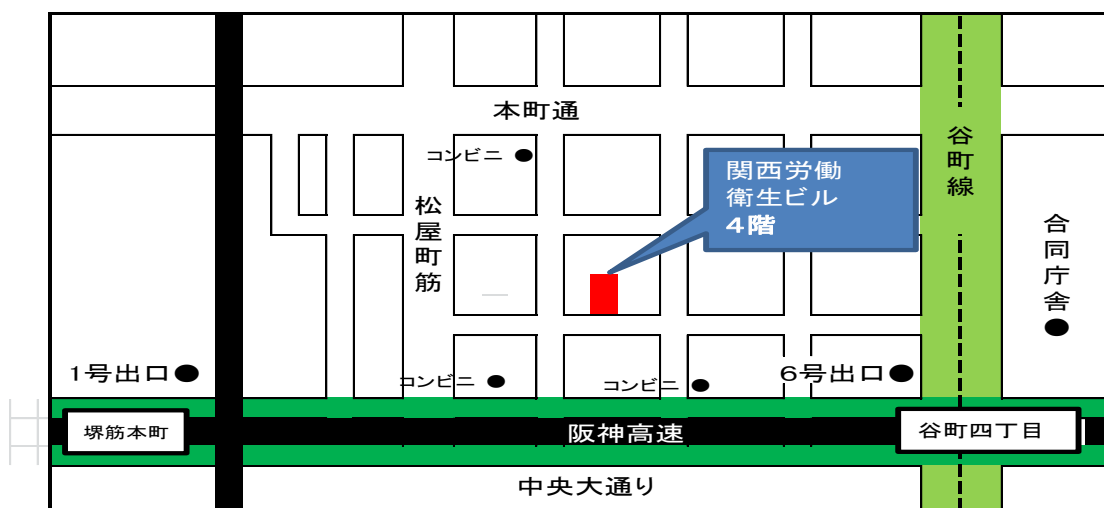 本町通
コンビニ
関西労働
衛生ビル
4階
谷町線
松屋町筋
合同庁舎
1号出口
コンビニ
コンビニ
6号出口
堺筋本町
阪神高速
谷町四丁目
中央大通り